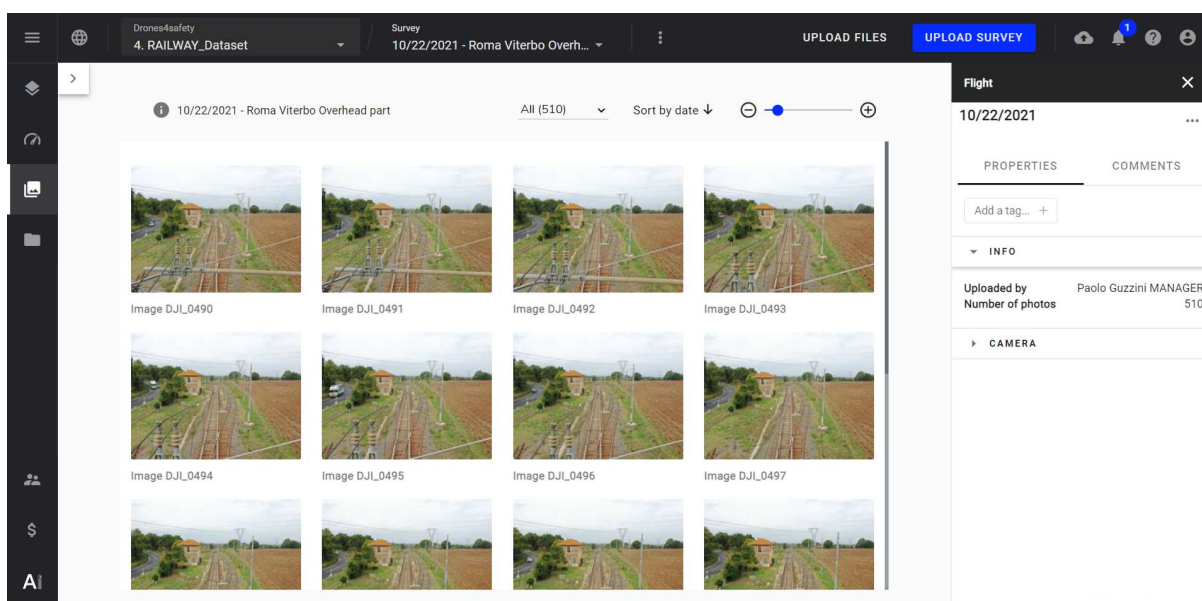 Drones4safety
4. RAILWAY_Dataset
Survey
10/22/2021 - Roma Viterbo Overh...
UPLOAD FILES
UPLOAD SURVEY
1
10/22/2021 - Roma Viterbo Overhead part
All (510)
Sort by date
Image DJI_0490
Image DJI_0491
Image DJI_0492
Image DJI_0493
Image DJI_0494
Image DJI_0495
Image DJI_0496
Image DJI_0497
Flight
10/22/2021
PROPERTIES
COMMENTS
Add a tag... +
INFO
Uploaded by Paolo Guzzini MANAGER
Number of photos 510
CAMERA
Ai